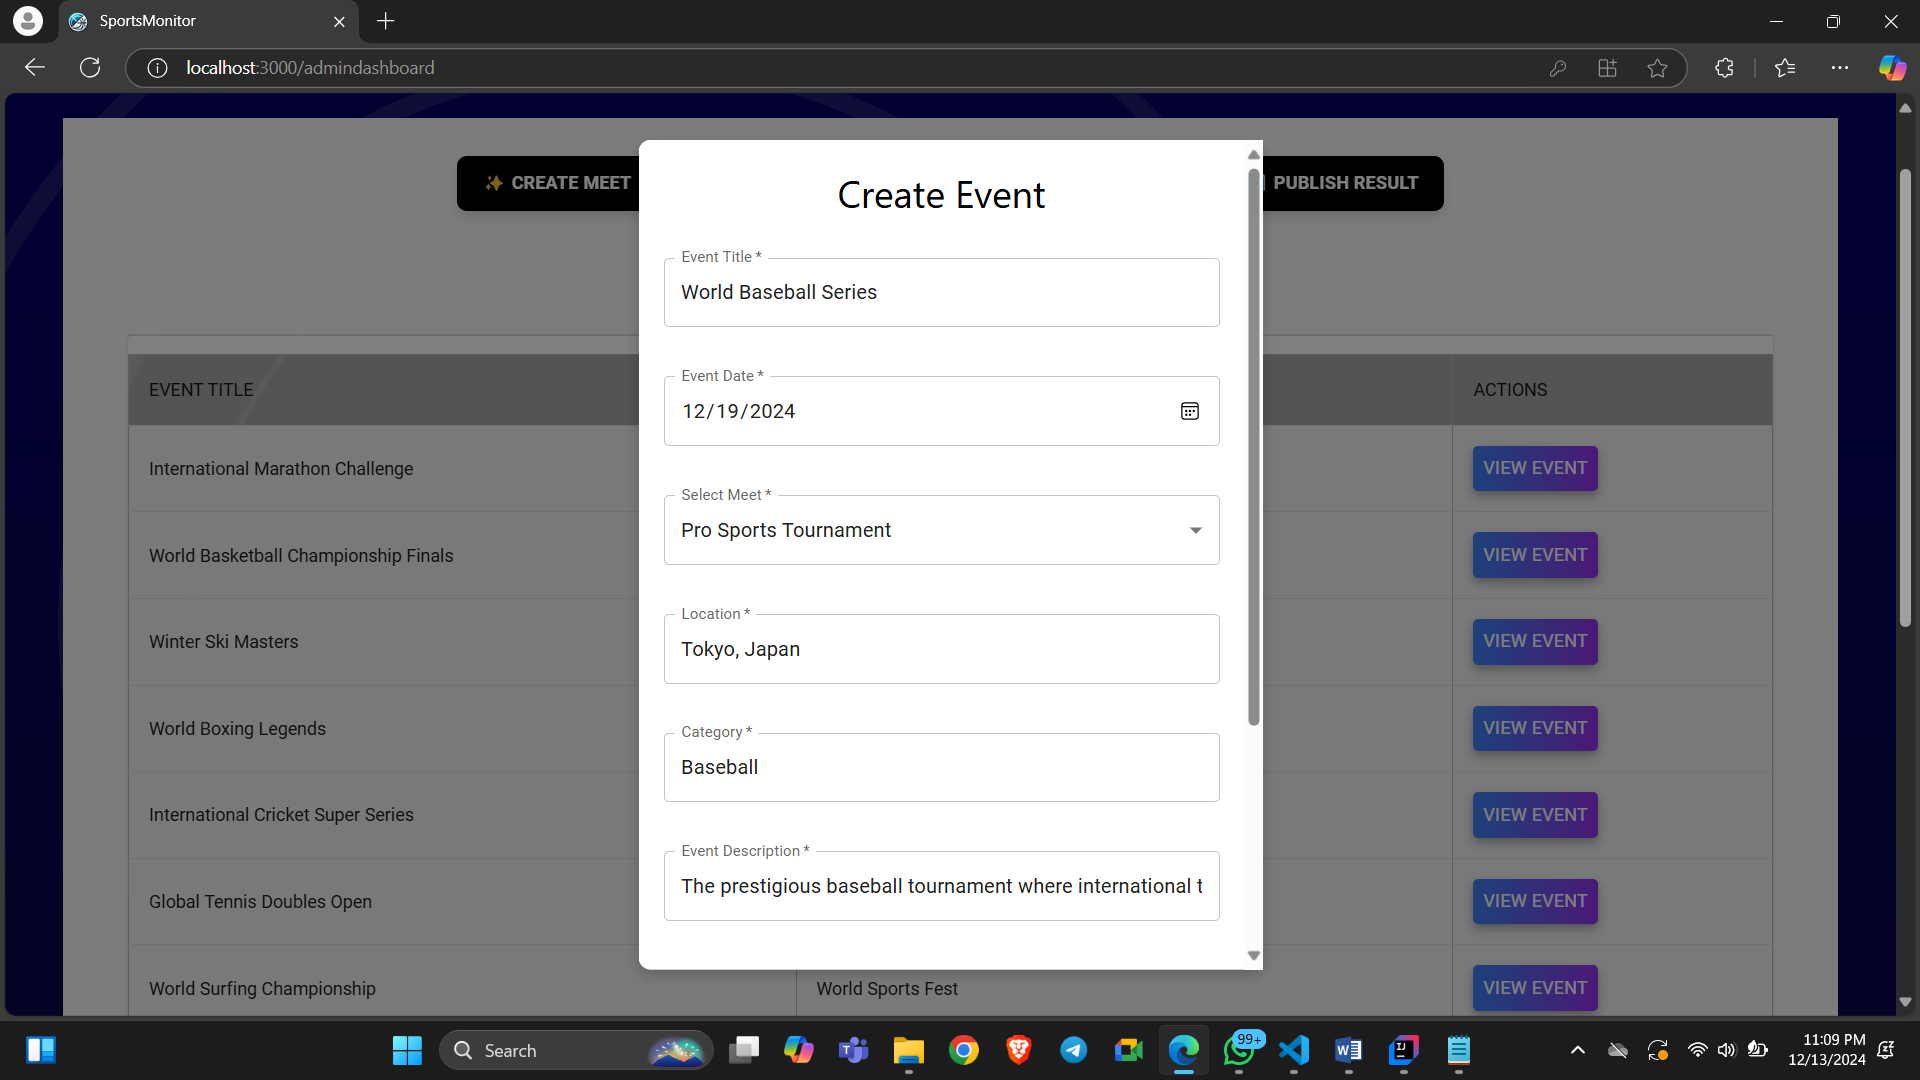 SportsMonitor
localhost:3000/admindashboard
✨ CREATE MEET
PUBLISH RESULT
Create Event
Event Title *
World Baseball Series
Event Date *
12/19/2024
Select Meet *
Pro Sports Tournament
Location *
Tokyo, Japan
Category *
Baseball
Event Description *
The prestigious baseball tournament where international t
EVENT TITLE
ACTIONS
International Marathon Challenge
VIEW EVENT
World Basketball Championship Finals
VIEW EVENT
Winter Ski Masters
VIEW EVENT
World Boxing Legends
VIEW EVENT
International Cricket Super Series
VIEW EVENT
Global Tennis Doubles Open
VIEW EVENT
World Surfing Championship
World Sports Fest
VIEW EVENT
Search
99+
11:09 PM
12/13/2024